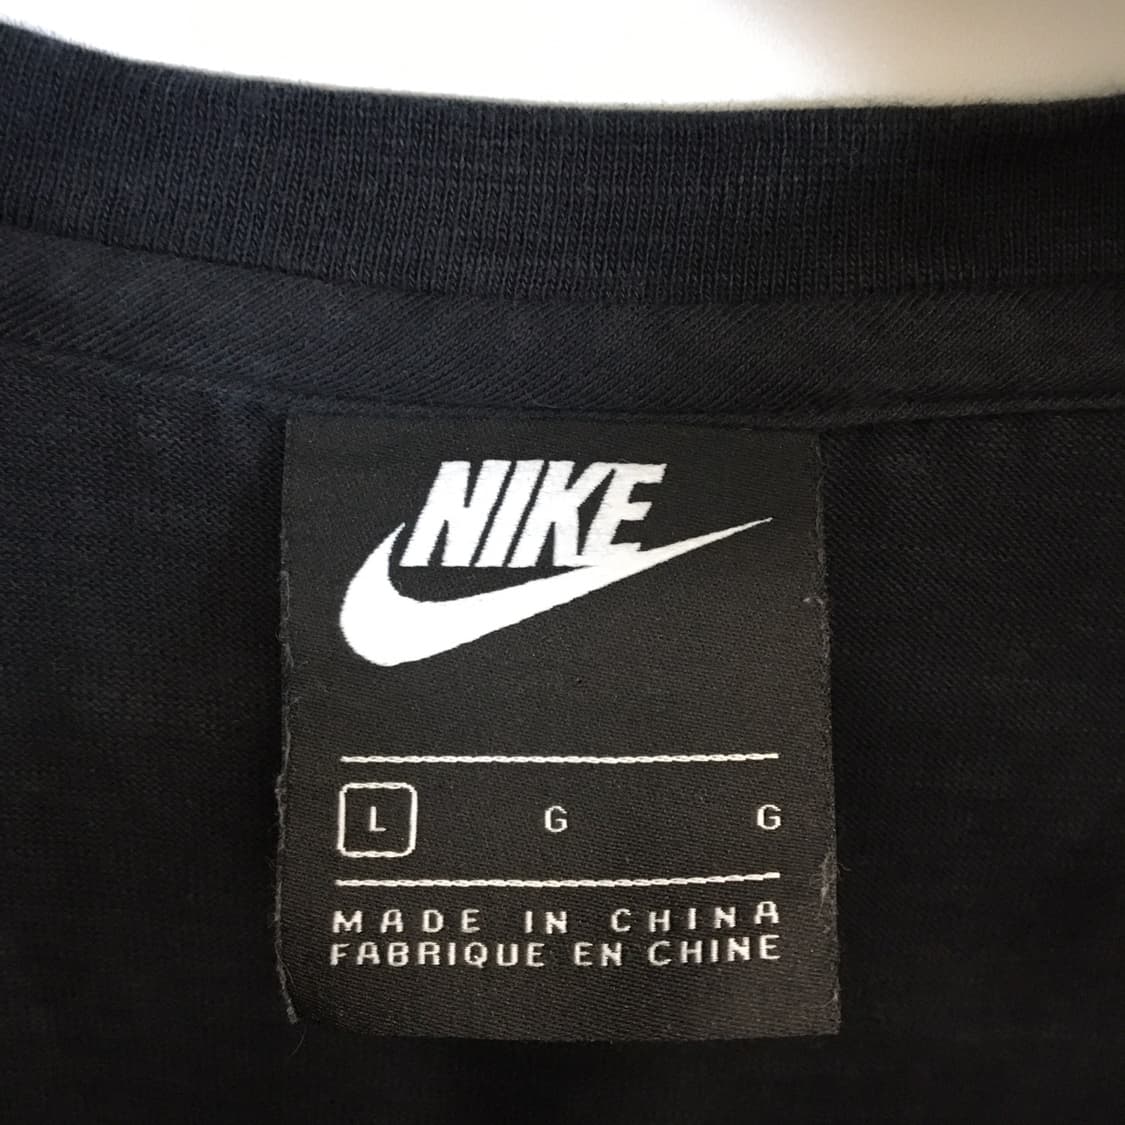 NIKE
L G G
MADE IN CHINA
FABRIQUE EN CHINE